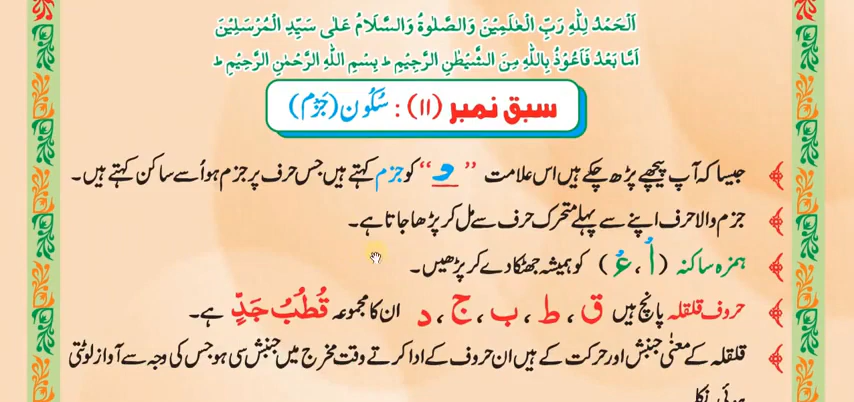 اَلْحَمْدُ لِلّٰهِ رَبِّ الْعٰلَمِیْنَ وَالصَّلٰوةُ وَالسَّلَامُ عَلٰی سَیِّدِ الْمُرْسَلِیْنَ
اَمَّا بَعْدُ فَاَعُوْذُ بِاللّٰهِ مِنَ الشَّیْطٰنِ الرَّجِیْمِ ط بِسْمِ اللّٰهِ الرَّحْمٰنِ الرَّحِیْمِ ط
سبق نمبر (۱۱) : سُکُون (جَزْم)
جیسا کہ آپ پیچھے پڑھ چکے ہیں اس علامت " " کو جزم کہتے ہیں جس حرف پر جزم ہو اُسے ساکن کہتے ہیں۔
جزم والا حرف اپنے سے پہلے متحرک حرف سے مل کر پڑھا جاتا ہے۔
ہمزہ ساکنہ (أ ، ءْ) کو ہمیشہ جھٹکا دے کر پڑھیں۔
حروف قلقلہ پانچ ہیں ق ، ط ، ب ، ج ، د ان کا مجموعہ قُطُبُ جَدٍّ ہے۔
قلقلہ کے معنٰی جنبش اور حرکت کے ہیں ان حروف کے ادا کرتے وقت مخرج میں جنبش سی ہو جس کی وجہ سے آواز لوٹتی
ہوئی نکلے